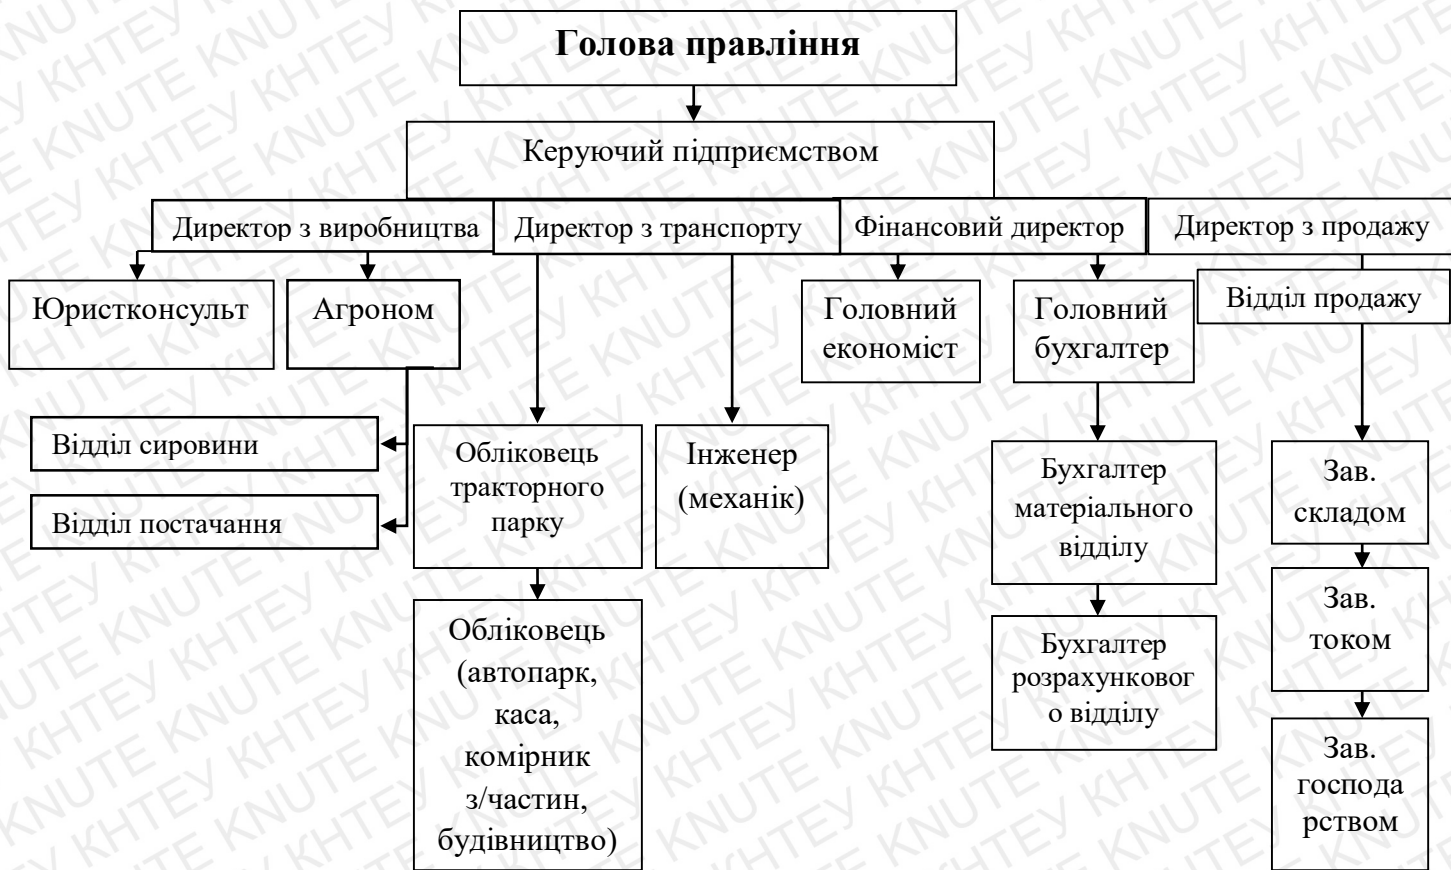 Голова правління
Керуючий підприємством
Директор з виробництва
Директор з транспорту
Фінансовий директор
Директор з продажу
Юристконсульт
Агроном
Головний
економіст
Головний
бухгалтер
Відділ продажу
Відділ сировини
Відділ постачання
Обліковець
тракторного
парку
Інженер
(механік)
Бухгалтер
матеріального
відділу
Зав.
складом
Обліковець
(автопарк,
каса,
комірник
з/частин,
будівництво)
Бухгалтер
розрахунковог
о відділу
Зав.
током
Зав.
господа
рством
KNUTE КНТЕУ